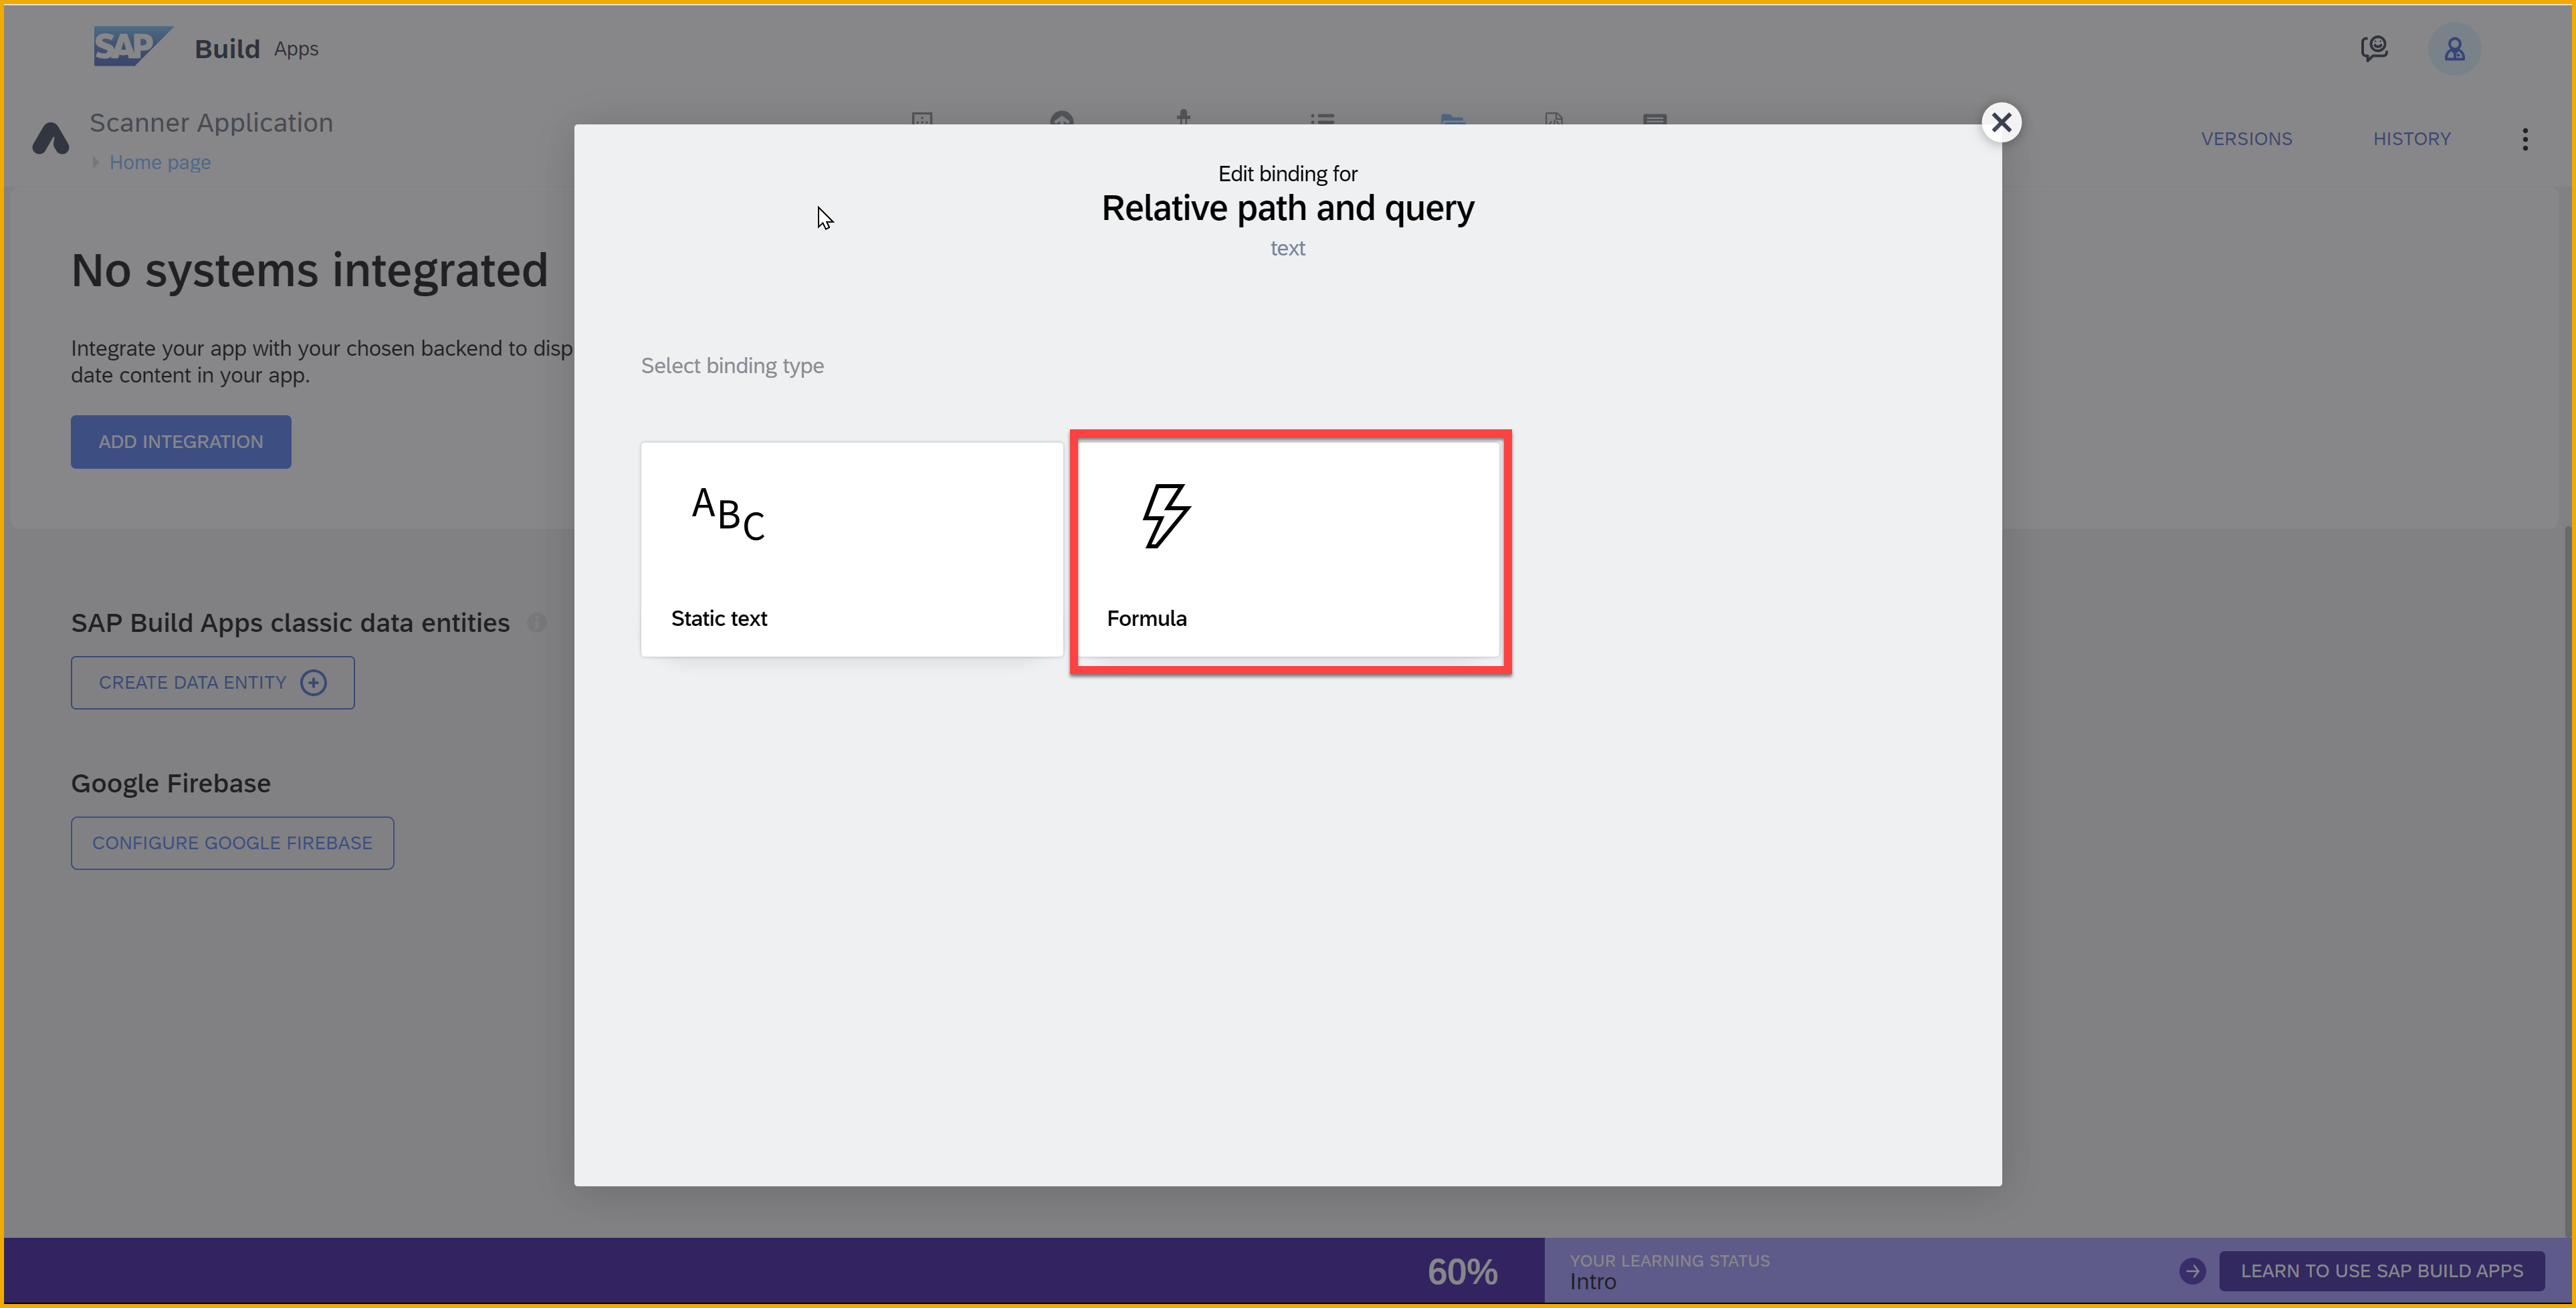 SAP Build Apps
Scanner Application
Home page
VERSIONS
HISTORY
No systems integrated
Integrate your app with your chosen backend to disp
date content in your app.
ADD INTEGRATION
SAP Build Apps classic data entities
CREATE DATA ENTITY
Google Firebase
CONFIGURE GOOGLE FIREBASE
Edit binding for
Relative path and query
text
Select binding type
ABC
Static text
Formula
60%
YOUR LEARNING STATUS
Intro
LEARN TO USE SAP BUILD APPS